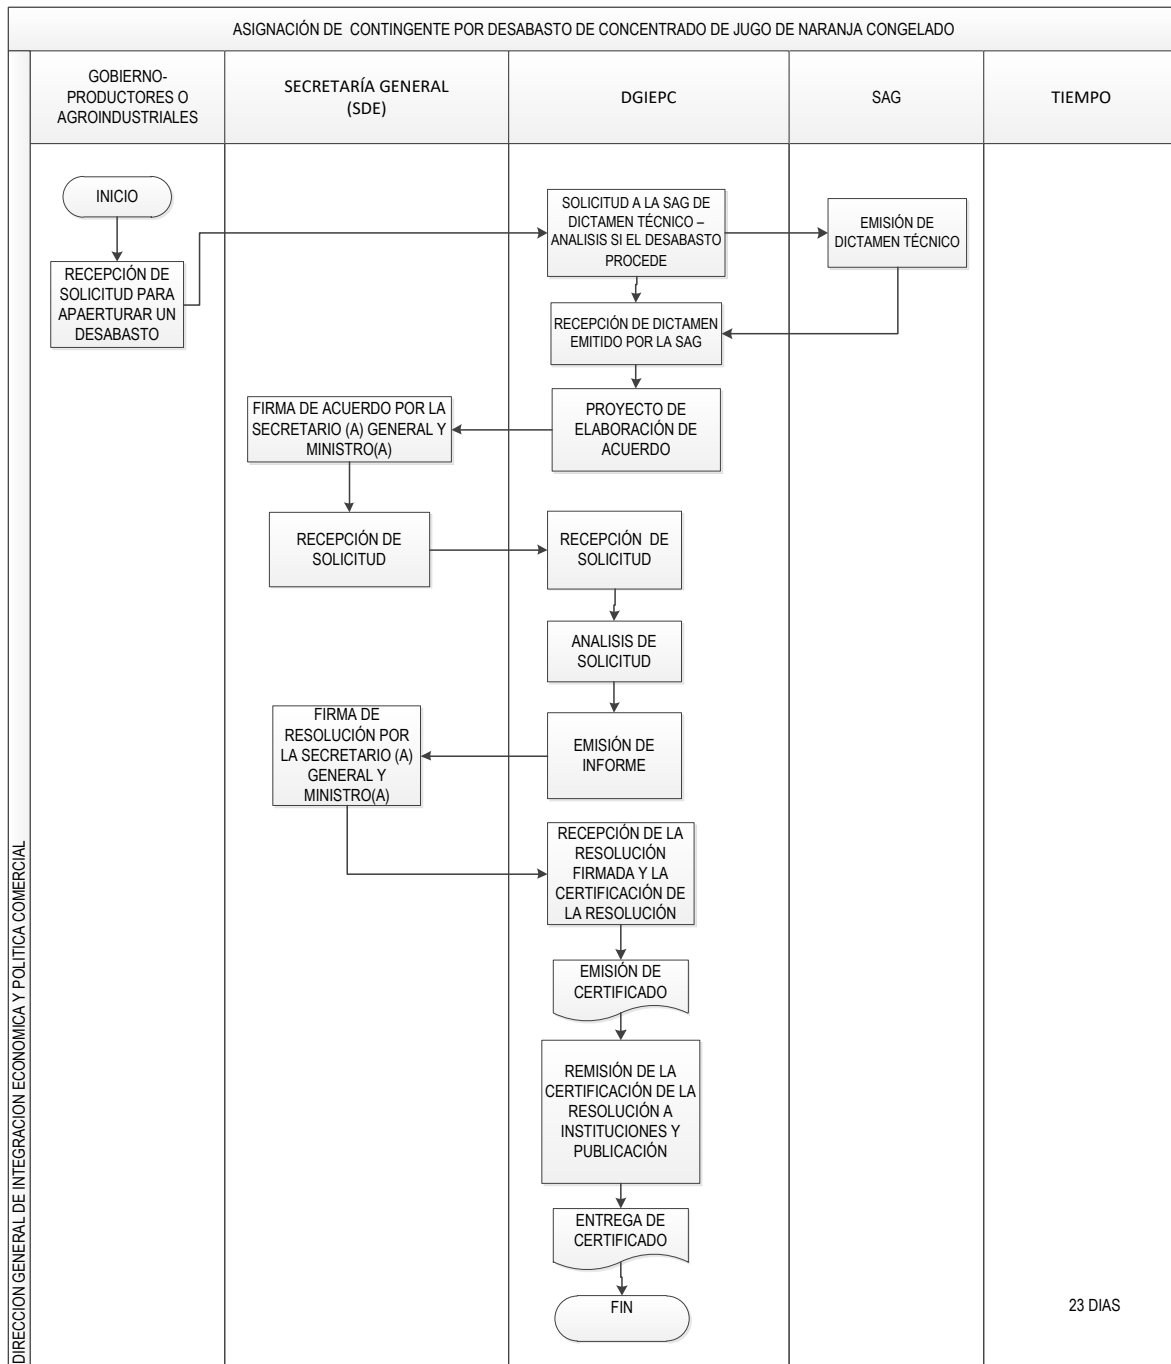 ASIGNACIÓN DE CONTINGENTE POR DESABASTO DE CONCENTRADO DE JUGO DE NARANJA CONGELADO
GOBIERNO-
PRODUCTORES O
AGROINDUSTRIALES
SECRETARÍA GENERAL
(SDE)
DGIEPC
SAG
TIEMPO
INICIO
RECEPCIÓN DE
SOLICITUD PARA
APAERTURAR UN
DESABASTO
SOLICITUD A LA SAG DE
DICTAMEN TÉCNICO –
ANALISIS SI EL DESABASTO
PROCEDE
EMISIÓN DE
DICTAMEN TÉCNICO
RECEPCIÓN DE DICTAMEN
EMITIDO POR LA SAG
PROYECTO DE
ELABORACIÓN DE
ACUERDO
FIRMA DE ACUERDO POR LA
SECRETARIO (A) GENERAL Y
MINISTRO(A)
RECEPCIÓN DE
SOLICITUD
RECEPCIÓN DE
SOLICITUD
ANALISIS DE
SOLICITUD
EMISIÓN DE
INFORME
FIRMA DE
RESOLUCIÓN POR
LA SECRETARIO (A)
GENERAL Y
MINISTRO(A)
RECEPCIÓN DE LA
RESOLUCIÓN
FIRMADA Y LA
CERTIFICACIÓN DE
LA RESOLUCIÓN
EMISIÓN DE
CERTIFICADO
REMISIÓN DE LA
CERTIFICACIÓN DE LA
RESOLUCIÓN A
INSTITUCIONES Y
PUBLICACIÓN
ENTREGA DE
CERTIFICADO
FIN
23 DIAS
DIRECCION GENERAL DE INTEGRACION ECONOMICA Y POLITICA COMERCIAL